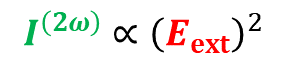 I^(2ω) ∝ (E_ext)^2